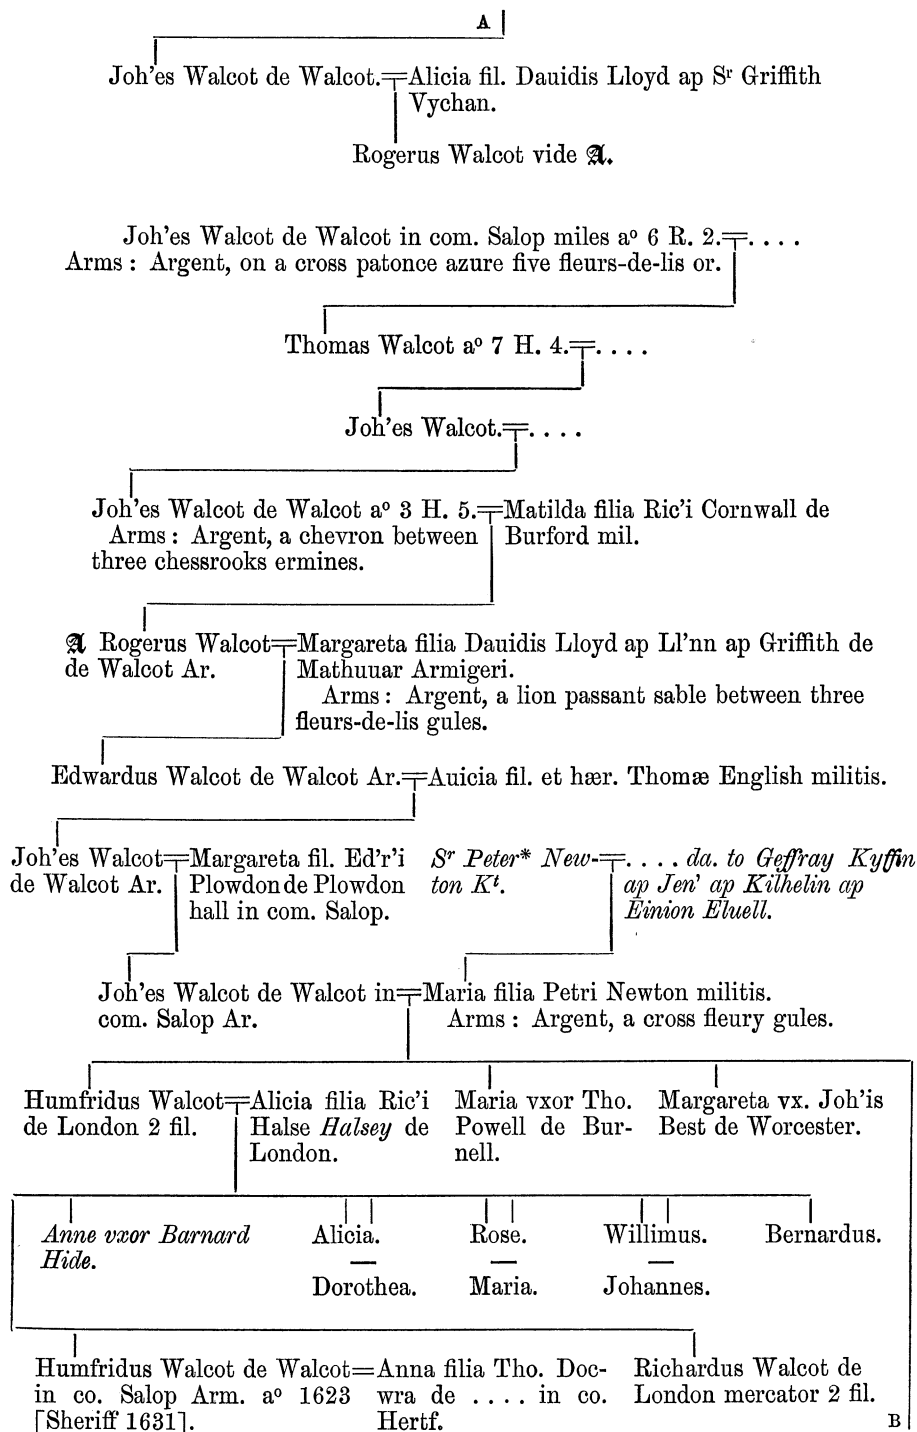 A
Joh'es Walcot de Walcot.=Alicia fil. Dauidis Lloyd ap Sʳ Griffith
Vychan.
Rogerus Walcot vide 𝕬.
Joh'es Walcot de Walcot in com. Salop miles aᵒ 6 R. 2.=. . . .
Arms : Argent, on a cross patonce azure five fleurs-de-lis or.
Thomas Walcot aᵒ 7 H. 4.=. . . .
Joh'es Walcot.=. . . .
Joh'es Walcot de Walcot aᵒ 3 H. 5.=Matilda filia Ric'i Cornwall de
Arms : Argent, a chevron between
three chessrooks ermines.
Burford mil.
𝕬 Rogerus Walcot=Margareta filia Dauidis Lloyd ap Ll'nn ap Griffith de
de Walcot Ar.
Mathuuar Armigeri.
Arms : Argent, a lion passant sable between three
fleurs-de-lis gules.
Edwardus Walcot de Walcot Ar.=Auicia fil. et hær. Thomæ English militis.
Joh'es Walcot=Margareta fil. Ed'r'i
de Walcot Ar.
Plowdon de Plowdon
hall in com. Salop.
Sʳ Peter* New-=. . . . da. to Geffray Kyffin
ton Kᵗ.
ap Jen' ap Kilhelin ap
Einion Eluell.
Joh'es Walcot de Walcot in=Maria filia Petri Newton militis.
com. Salop Ar.
Arms : Argent, a cross fleury gules.
Humfridus Walcot=Alicia filia Ric'i
de London 2 fil.
Halse Halsey de
London.
Maria vxor Tho.
Powell de Bur-
nell.
Margareta vx. Joh'is
Best de Worcester.
Anne vxor Barnard
Hide.
Alicia.
—
Dorothea.
Rose.
—
Maria.
Willimus.
—
Johannes.
Bernardus.
Humfridus Walcot de Walcot=Anna filia Tho. Doc-
in co. Salop Arm. aᵒ 1623
[Sheriff 1631].
wra de . . . . in co.
Hertf.
Richardus Walcot de
London mercator 2 fil.
B